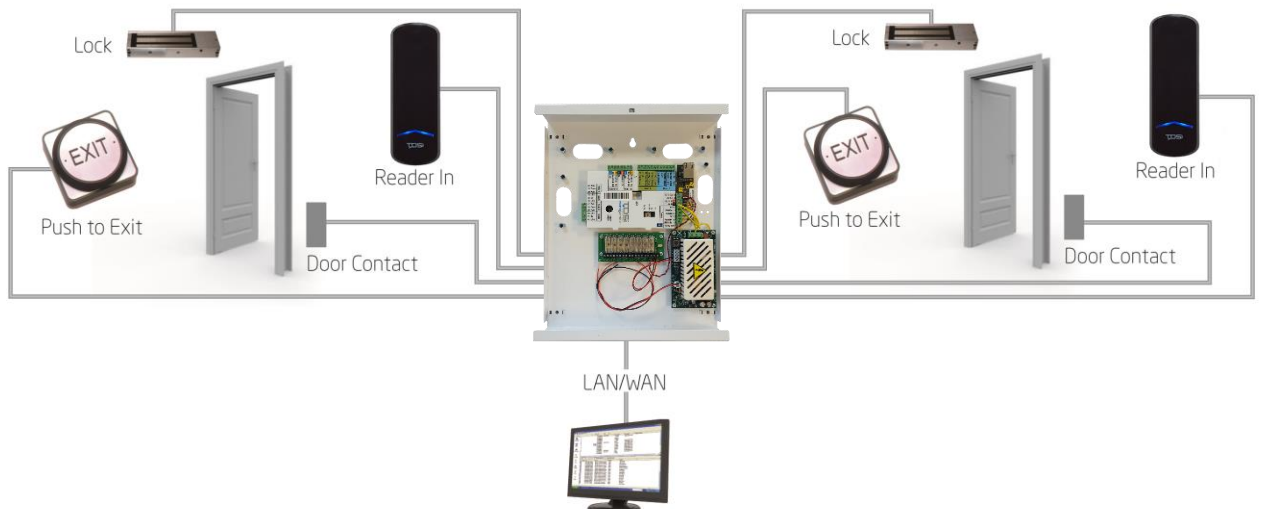 Lock
Lock
EXIT
Reader In
Push to Exit
Door Contact
EXIT
Reader In
Push to Exit
Door Contact
LAN/WAN